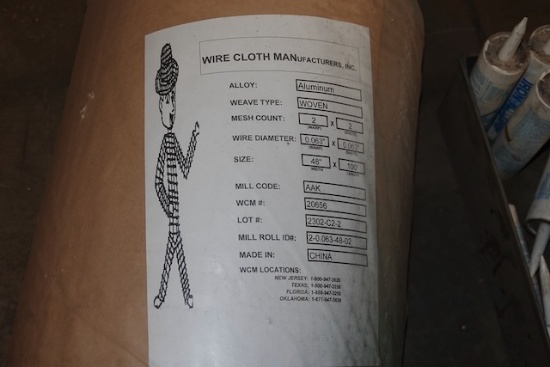 WIRE CLOTH MANUFACTURERS, INC.
ALLOY: Aluminum
WEAVE TYPE: WOVEN
MESH COUNT: 2 X 2
WIRE DIAMETER: 0.063" X 0.063"
SIZE: 48" X 100'
WIDTH
MILL CODE: AAK
WCM #: 20656
LOT #: 2302-C2-2
MILL ROLL ID#: 2-0.063-48-02
MADE IN: CHINA
WCM LOCATIONS:
NEW JERSEY:
TEXAS:
FLORIDA:
OKLAHOMA: